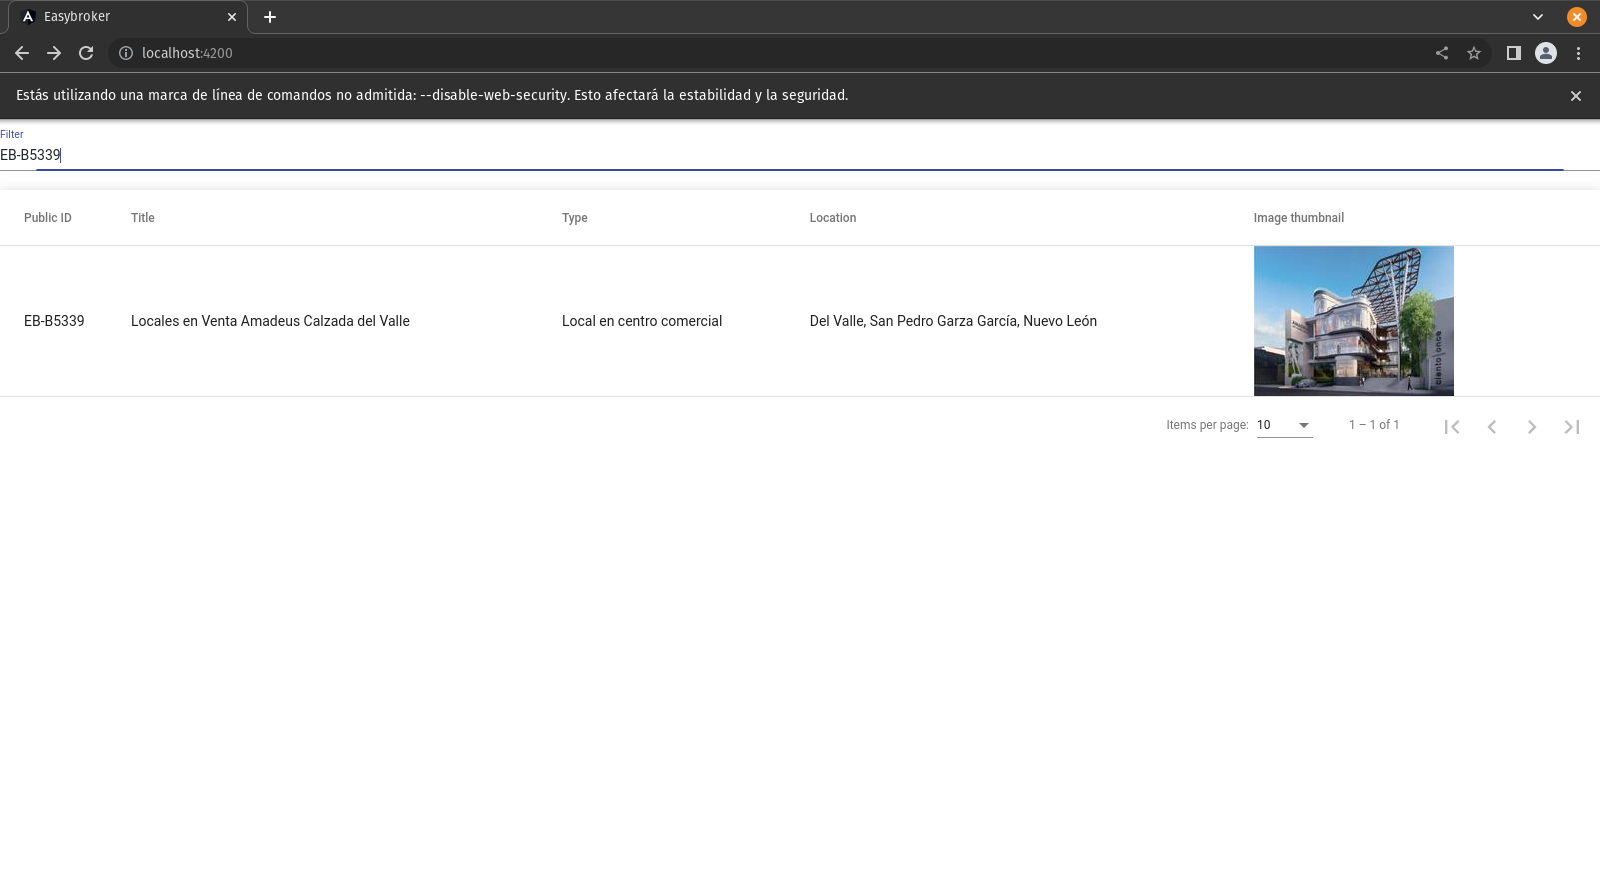 Easybroker
localhost:4200
Estás utilizando una marca de línea de comandos no admitida: --disable-web-security. Esto afectará la estabilidad y la seguridad.
Filter
EB-B5339
Public ID Title Type Location Image thumbnail
EB-B5339 Locales en Venta Amadeus Calzada del Valle Local en centro comercial Del Valle, San Pedro Garza García, Nuevo León
ciento once
Items per page: 10 1 – 1 of 1